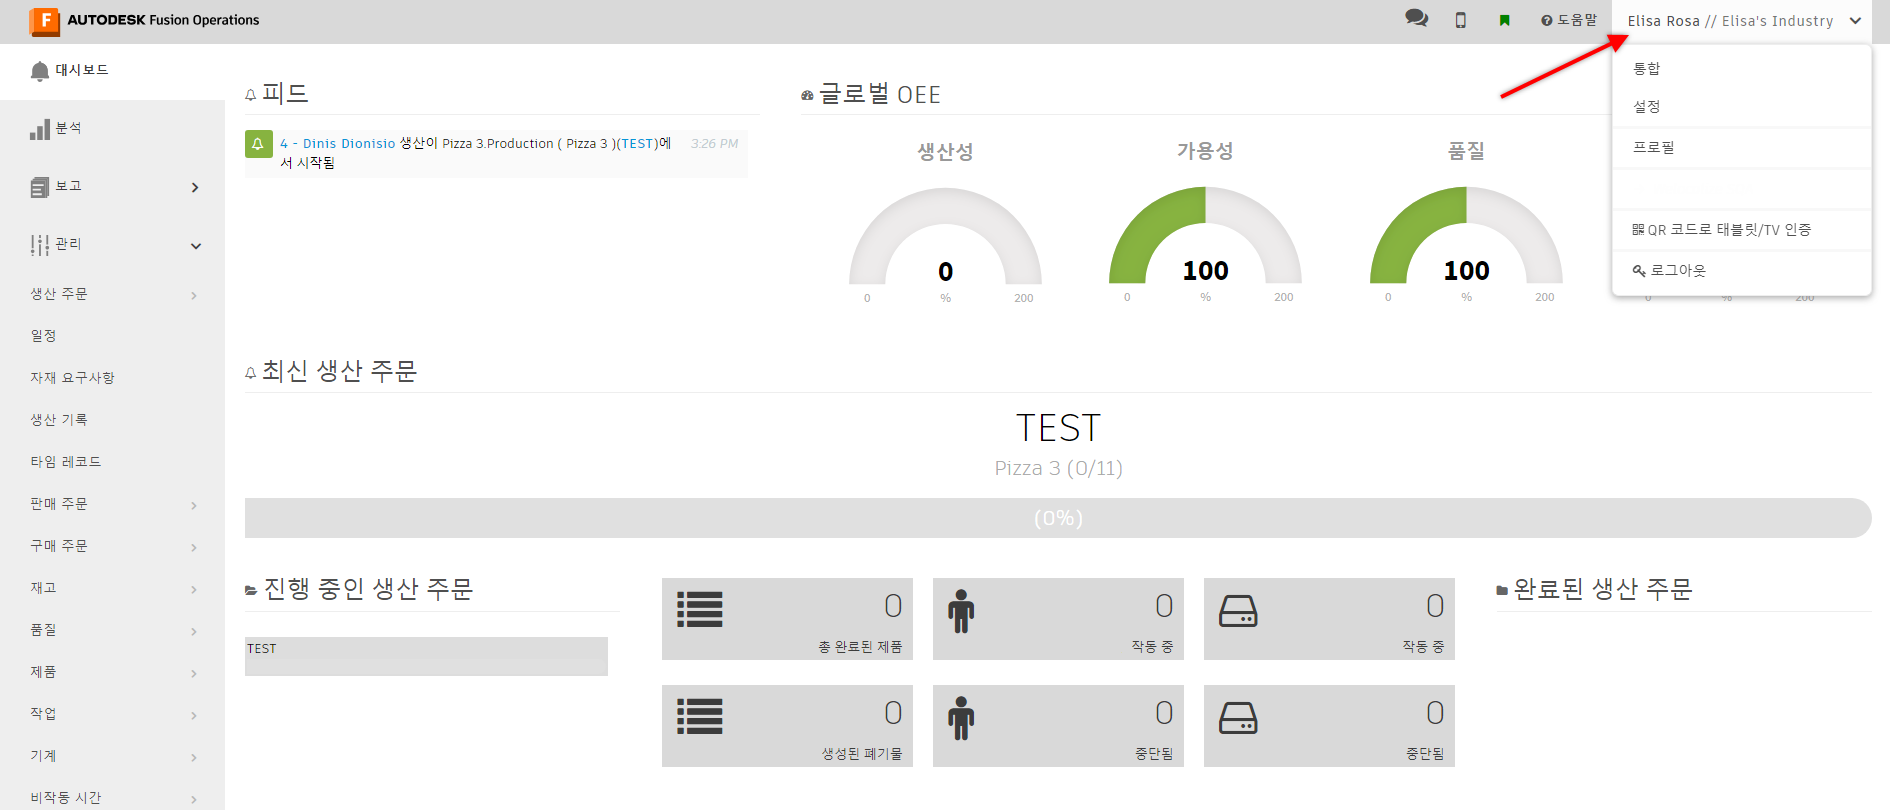 AUTODESK Fusion Operations
도움말
Elisa Rosa // Elisa's Industry
통합
설정
프로필
QR 코드로 태블릿/TV 인증
로그아웃
대시보드
분석
보고
관리
생산 주문
일정
자재 요구사항
생산 기록
타임 레코드
판매 주문
구매 주문
재고
품질
제품
작업
기계
비작동 시간
피드
4 - Dinis Dionisio 생산이 Pizza 3.Production ( Pizza 3 )(TEST)에
서 시작됨
3:26 PM
글로벌 OEE
생산성
0
0 % 200
가용성
100
0 % 200
품질
100
0 % 200
0 % 200
최신 생산 주문
TEST
Pizza 3 (0/11)
(0%)
진행 중인 생산 주문
TEST
0
총 완료된 제품
0
작동 중
0
작동 중
0
생성된 폐기물
0
중단됨
0
중단됨
완료된 생산 주문